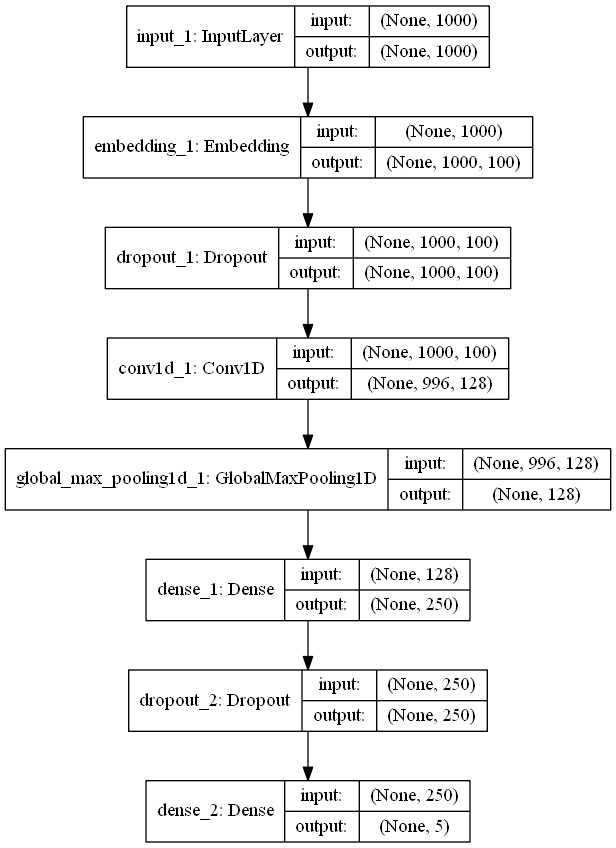 input_1: InputLayer
input: (None, 1000)
output: (None, 1000)
embedding_1: Embedding
input: (None, 1000)
output: (None, 1000, 100)
dropout_1: Dropout
input: (None, 1000, 100)
output: (None, 1000, 100)
conv1d_1: Conv1D
input: (None, 1000, 100)
output: (None, 996, 128)
global_max_pooling1d_1: GlobalMaxPooling1D
input: (None, 996, 128)
output: (None, 128)
dense_1: Dense
input: (None, 128)
output: (None, 250)
dropout_2: Dropout
input: (None, 250)
output: (None, 250)
dense_2: Dense
input: (None, 250)
output: (None, 5)